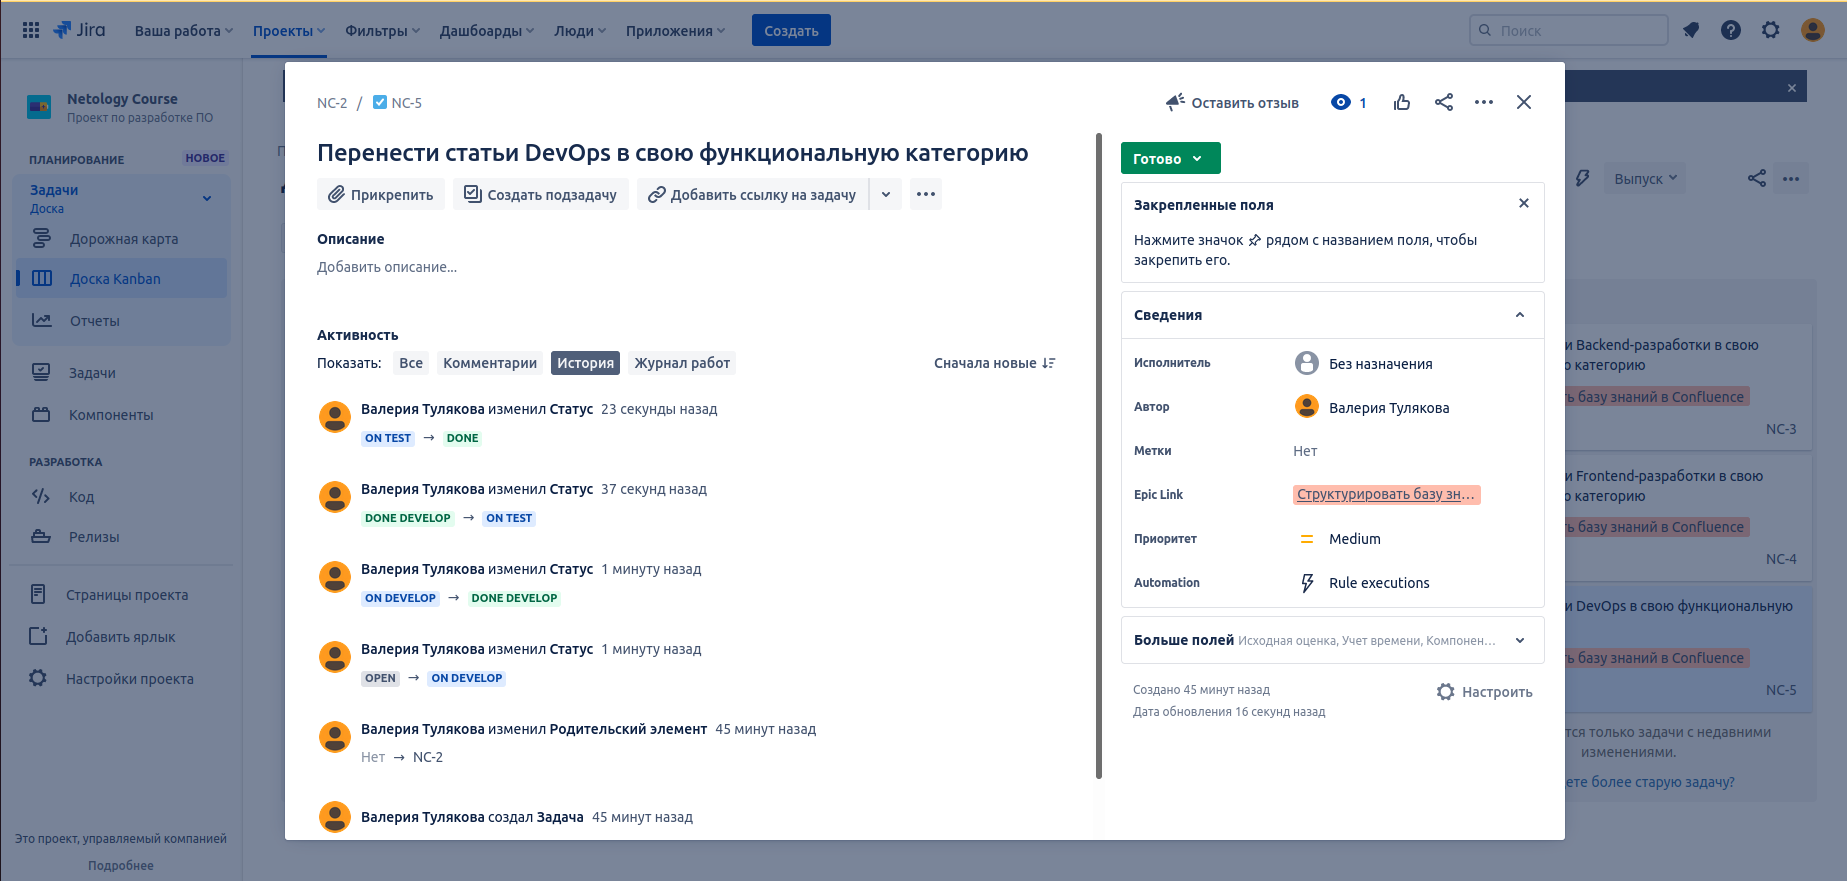 Jira
Ваша работа
Проекты
Фильтры
Дашборды
Люди
Приложения
Создать
Поиск
Netology Course
Проект по разработке ПО
ПЛАНИРОВАНИЕ
НОВОЕ
Задачи
Доска
Дорожная карта
Доска Kanban
Отчеты
Задачи
Компоненты
РАЗРАБОТКА
Код
Релизы
Страницы проекта
Добавить ярлык
Настройки проекта
Это проект, управляемый компанией
Подробнее
NC-2 / NC-5
Оставить отзыв
1
Перенести статьи DevOps в свою функциональную категорию
Прикрепить
Создать подзадачу
Добавить ссылку на задачу
Описание
Добавить описание...
Активность
Показать: Все Комментарии История Журнал работ
Сначала новые
Валерия Тулякова изменил Статус 23 секунды назад
ON TEST → DONE
Валерия Тулякова изменил Статус 37 секунд назад
DONE DEVELOP → ON TEST
Валерия Тулякова изменил Статус 1 минуту назад
ON DEVELOP → DONE DEVELOP
Валерия Тулякова изменил Статус 1 минуту назад
OPEN → ON DEVELOP
Валерия Тулякова изменил Родительский элемент 45 минут назад
Нет → NC-2
Валерия Тулякова создал Задача 45 минут назад
Готово
Закрепленные поля
Нажмите значок рядом с названием поля, чтобы
закрепить его.
Сведения
Исполнитель
Без назначения
Автор
Валерия Тулякова
Метки
Нет
Epic Link
Структурировать базу зн...
Приоритет
Medium
Automation
Rule executions
Больше полей Исходная оценка, Учет времени, Компонен...
Создано 45 минут назад
Дата обновления 16 секунд назад
Настроить
Выпуск
и Backend-разработки в свою
категорию
базу знаний в Confluence
NC-3
и Frontend-разработки в свою
категорию
базу знаний в Confluence
NC-4
и DevOps в свою функциональную
базу знаний в Confluence
NC-5
тся только задачи с недавними
изменениями.
ете более старую задачу?